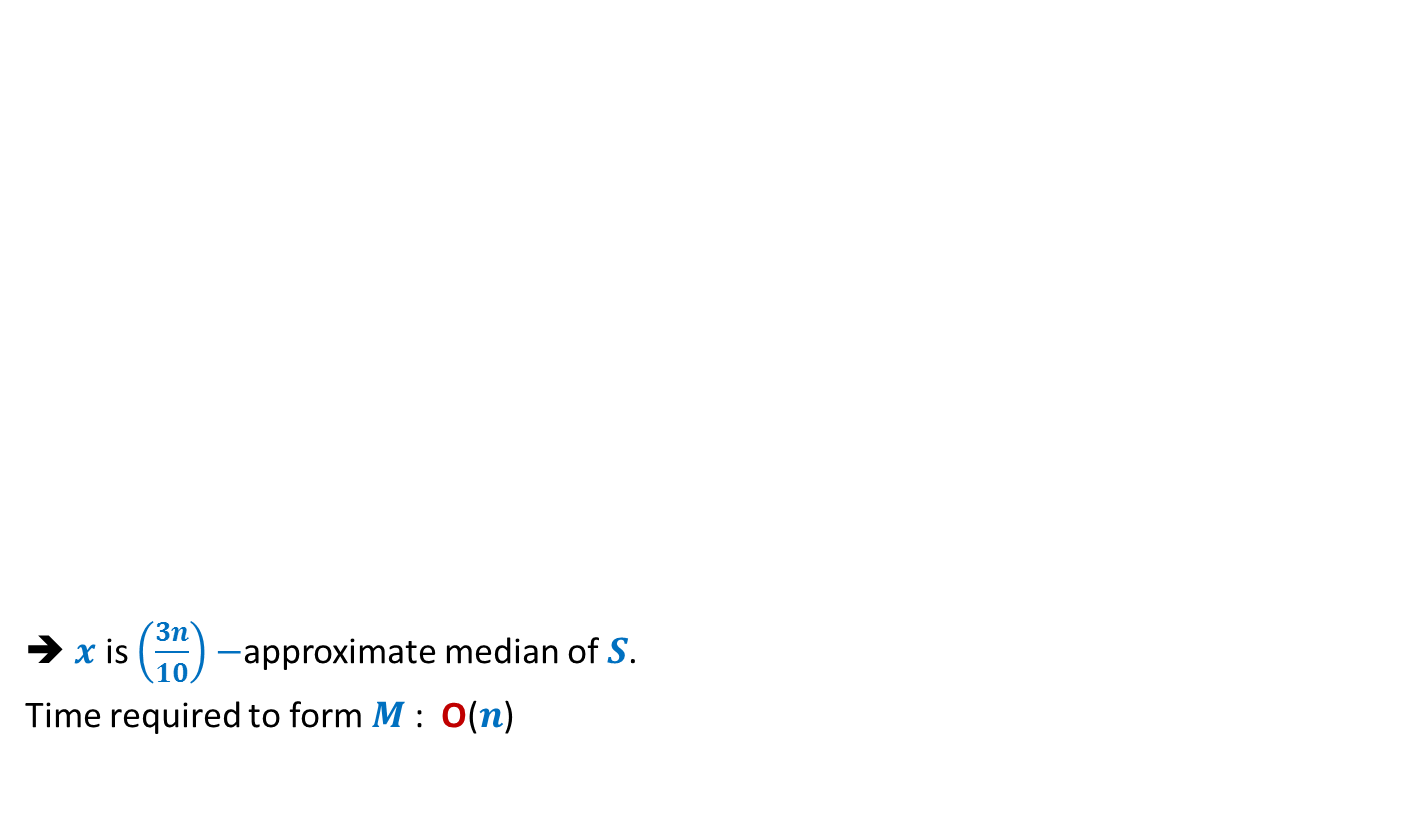 ➔ x is (3n/10) −approximate median of S.
Time required to form M : O(n)